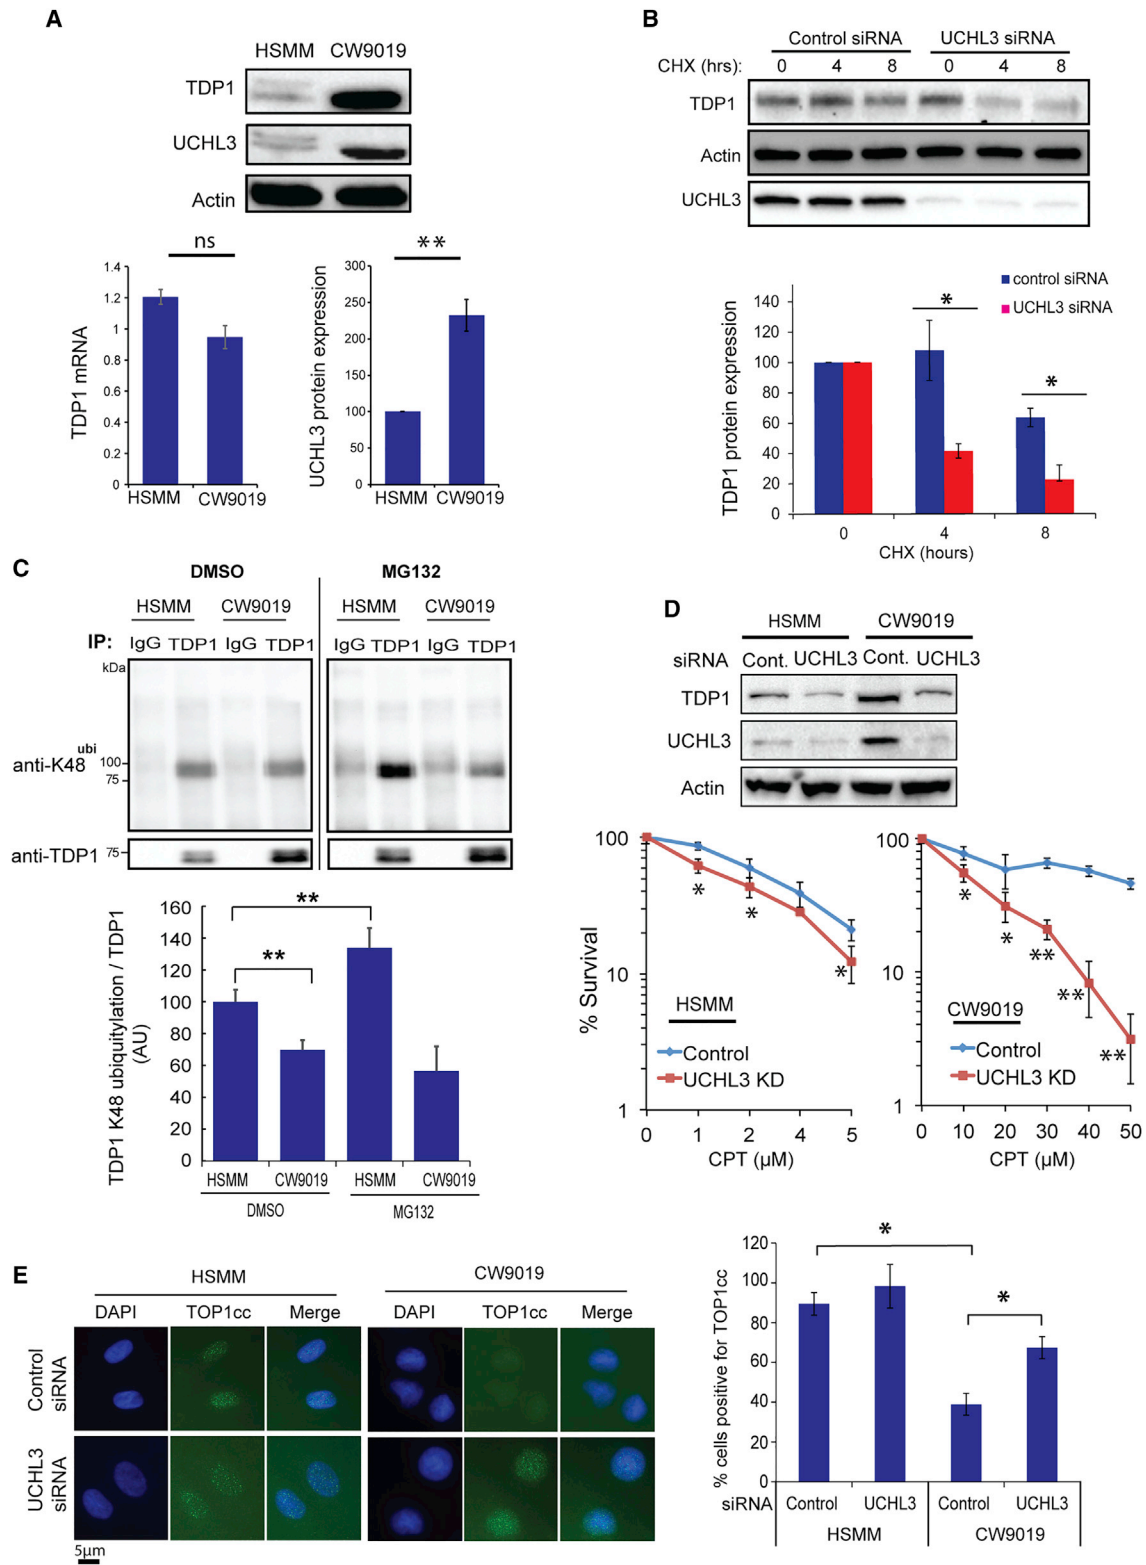 A
HSMM CW9019
TDP1
UCHL3
Actin
ns
1.4
1.2
1
0.8
0.6
0.4
0.2
0
TDP1 mRNA
HSMM CW9019
**
300
250
200
150
100
50
0
UCHL3 protein expression
HSMM CW9019
B
Control siRNA UCHL3 siRNA
CHX (hrs): 0 4 8 0 4 8
TDP1
Actin
UCHL3
control siRNA
UCHL3 siRNA
140
120
100
80
60
40
20
0
TDP1 protein expression
*
*
0 4 8
CHX (hours)
C
DMSO MG132
HSMM CW9019 HSMM CW9019
IP: IgG TDP1 IgG TDP1 IgG TDP1 IgG TDP1
kDa
anti-K48 ubi
100
75
anti-TDP1 75
160
140
120
100
80
60
40
20
0
TDP1 K48 ubiquitylation / TDP1
(AU)
**
**
HSMM CW9019 HSMM CW9019
DMSO MG132
D
HSMM CW9019
siRNA Cont. UCHL3 Cont. UCHL3
TDP1
UCHL3
Actin
100
10
1
% Survival
*
*
*
HSMM
Control
UCHL3 KD
0 1 2 4 5
CPT (µM)
100
10
1
*
*
**
**
**
CW9019
Control
UCHL3 KD
0 10 20 30 40 50
CPT (µM)
E
HSMM CW9019
DAPI TOP1cc Merge DAPI TOP1cc Merge
Control
siRNA
UCHL3
siRNA
5µm
120
100
80
60
40
20
0
% cells positive for TOP1cc
*
*
siRNA Control UCHL3 Control UCHL3
HSMM CW9019